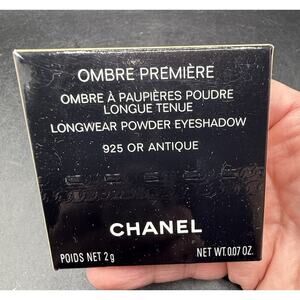 OMBRE PREMIÈRE
OMBRE À PAUPIÈRES POUDRE
LONGUE TENUE
LONGWEAR POWDER EYESHADOW
925 OR ANTIQUE
CHANEL
POIDS NET 2 g NET WT. 0.07 OZ.